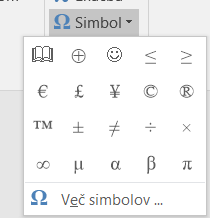 Ω Simbol
🕮 ⊕ ☺ ≤ ≥
€ £ ¥ © ®
™ ± ≠ ÷ ×
∞ µ α β π
Ω Več simbolov ...